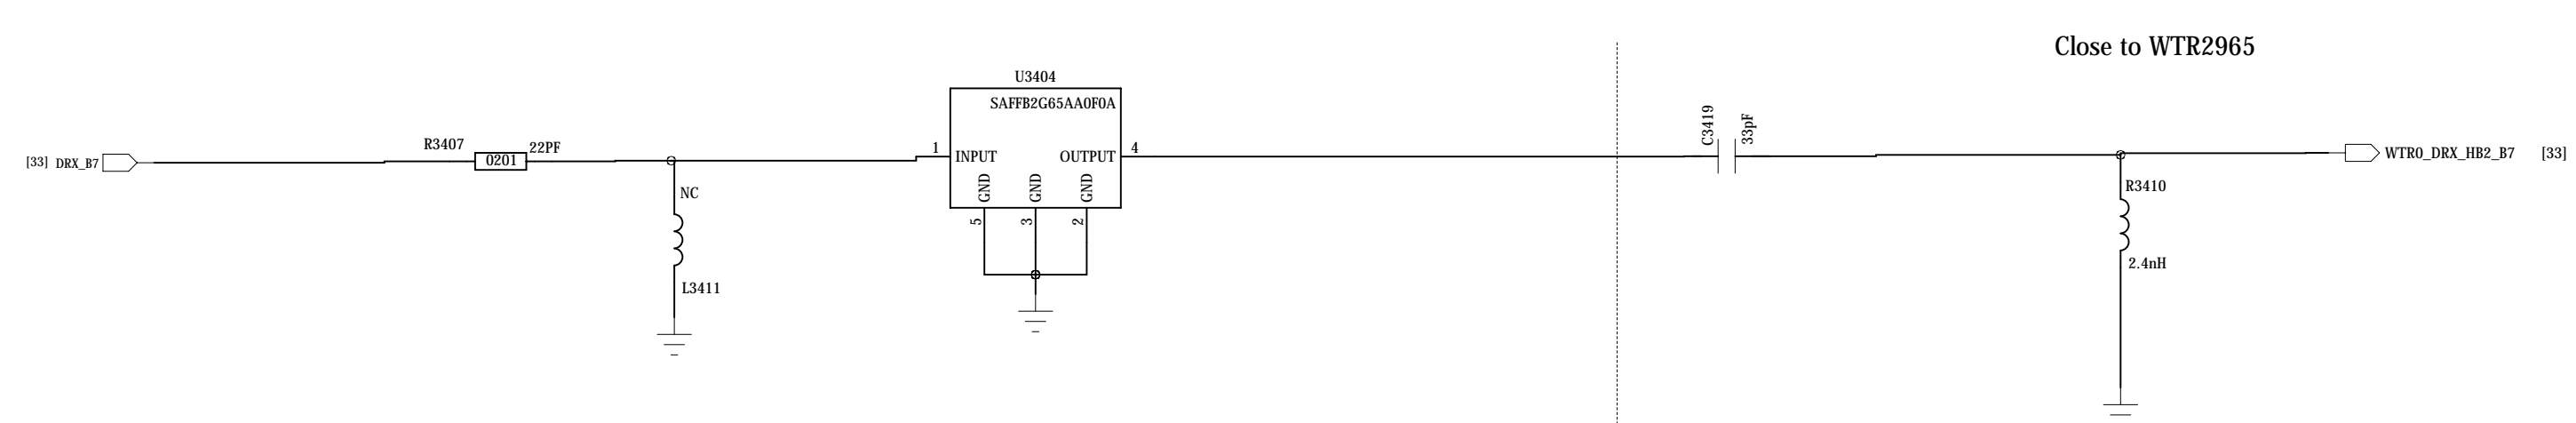 Close to WTR2965
U3404
SAFFB2G65AA0F0A
[33] DRX_B7
R3407
0201
22PF
1
INPUT
OUTPUT
4
GND
GND
GND
5
3
2
NC
L3411
C3419
33pF
WTR0_DRX_HB2_B7 [33]
R3410
2.4nH